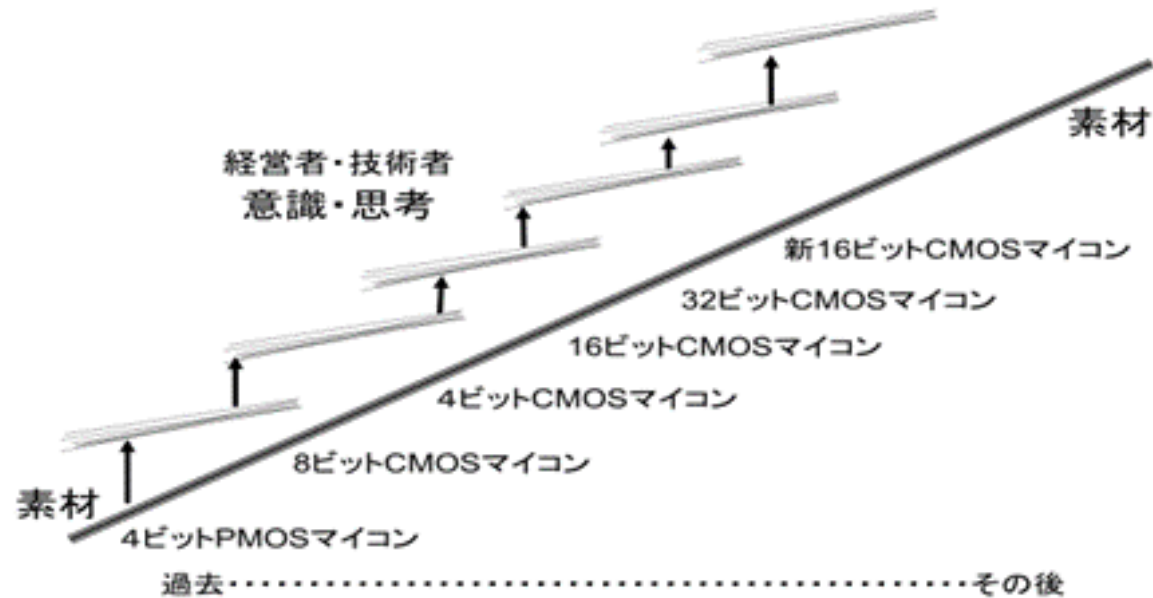 素材
経営者・技術者
意識・思考
新16ビットCMOSマイコン
32ビットCMOSマイコン
16ビットCMOSマイコン
4ビットCMOSマイコン
8ビットCMOSマイコン
素材
4ビットPMOSマイコン
過去・・・・・・・・・・・・・・・・・・・・・・・・・・・・・・・・・・・・・・・・・・・・・・その後